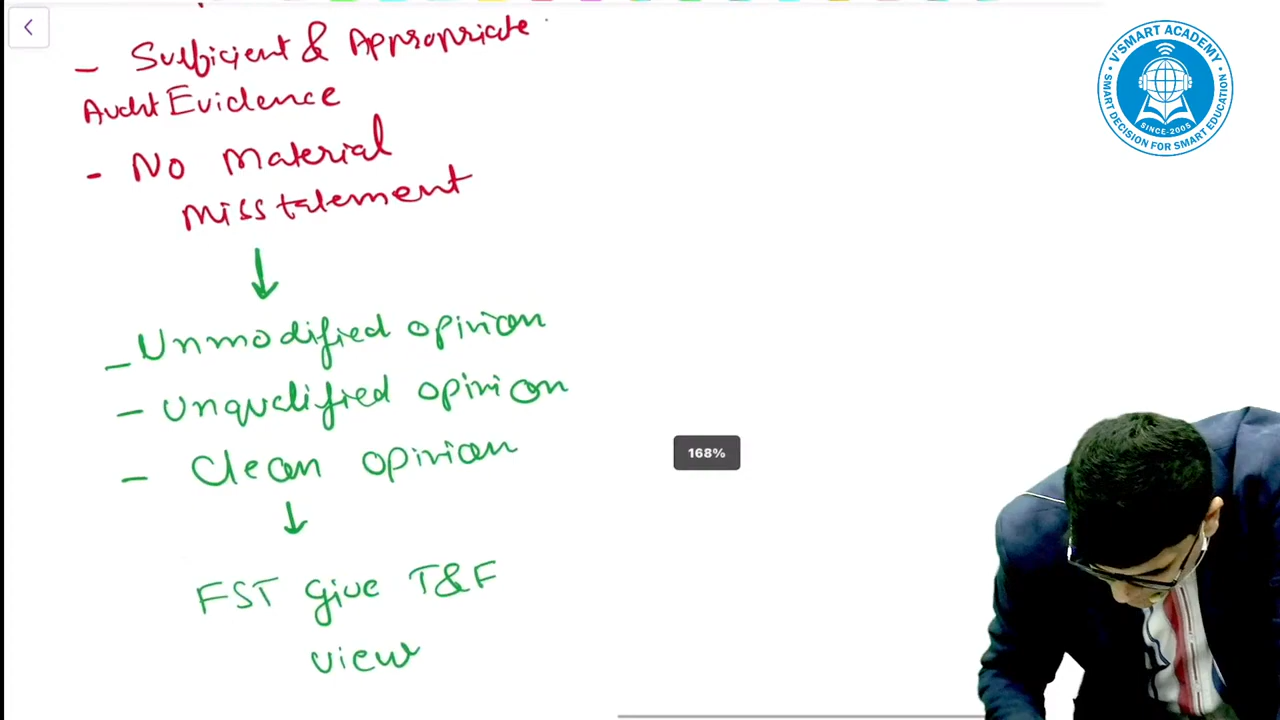 - Sufficient & Appropriate
Audit Evidence
- No Material
Misstatement
- Unmodified opinion
- Unqualified opinion
- Clean opinion
FST give T&F
view
168%
V'SMART ACADEMY
SINCE-2005
SMART DECISION FOR SMART EDUCATION